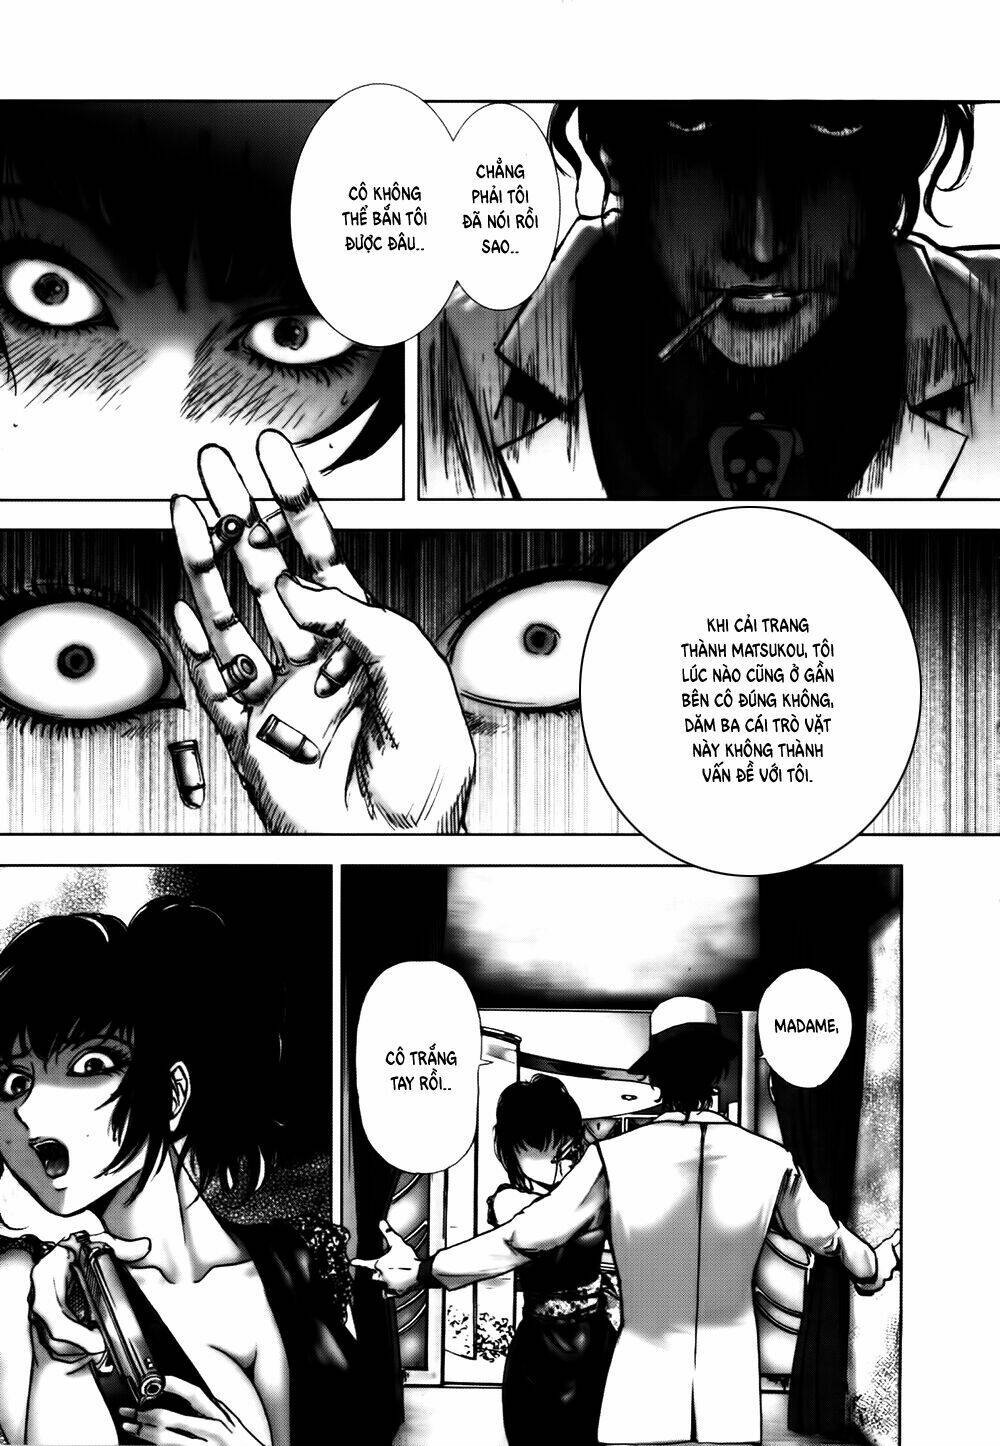 CHẲNG
PHẢI TÔI
ĐÃ NÓI RỒI
SAO..
CÔ KHÔNG
THỂ BẮN TÔI
ĐƯỢC ĐÂU..
KHI CẢI TRANG
THÀNH MATSUKOU, TÔI
LÚC NÀO CŨNG Ở GẦN
BÊN CÔ ĐÚNG KHÔNG,
DĂM BA CÁI TRÒ VẶT
NÀY KHÔNG THÀNH
VẤN ĐỀ VỚI TÔI.
MADAME,
CÔ TRẮNG
TAY RỒI..